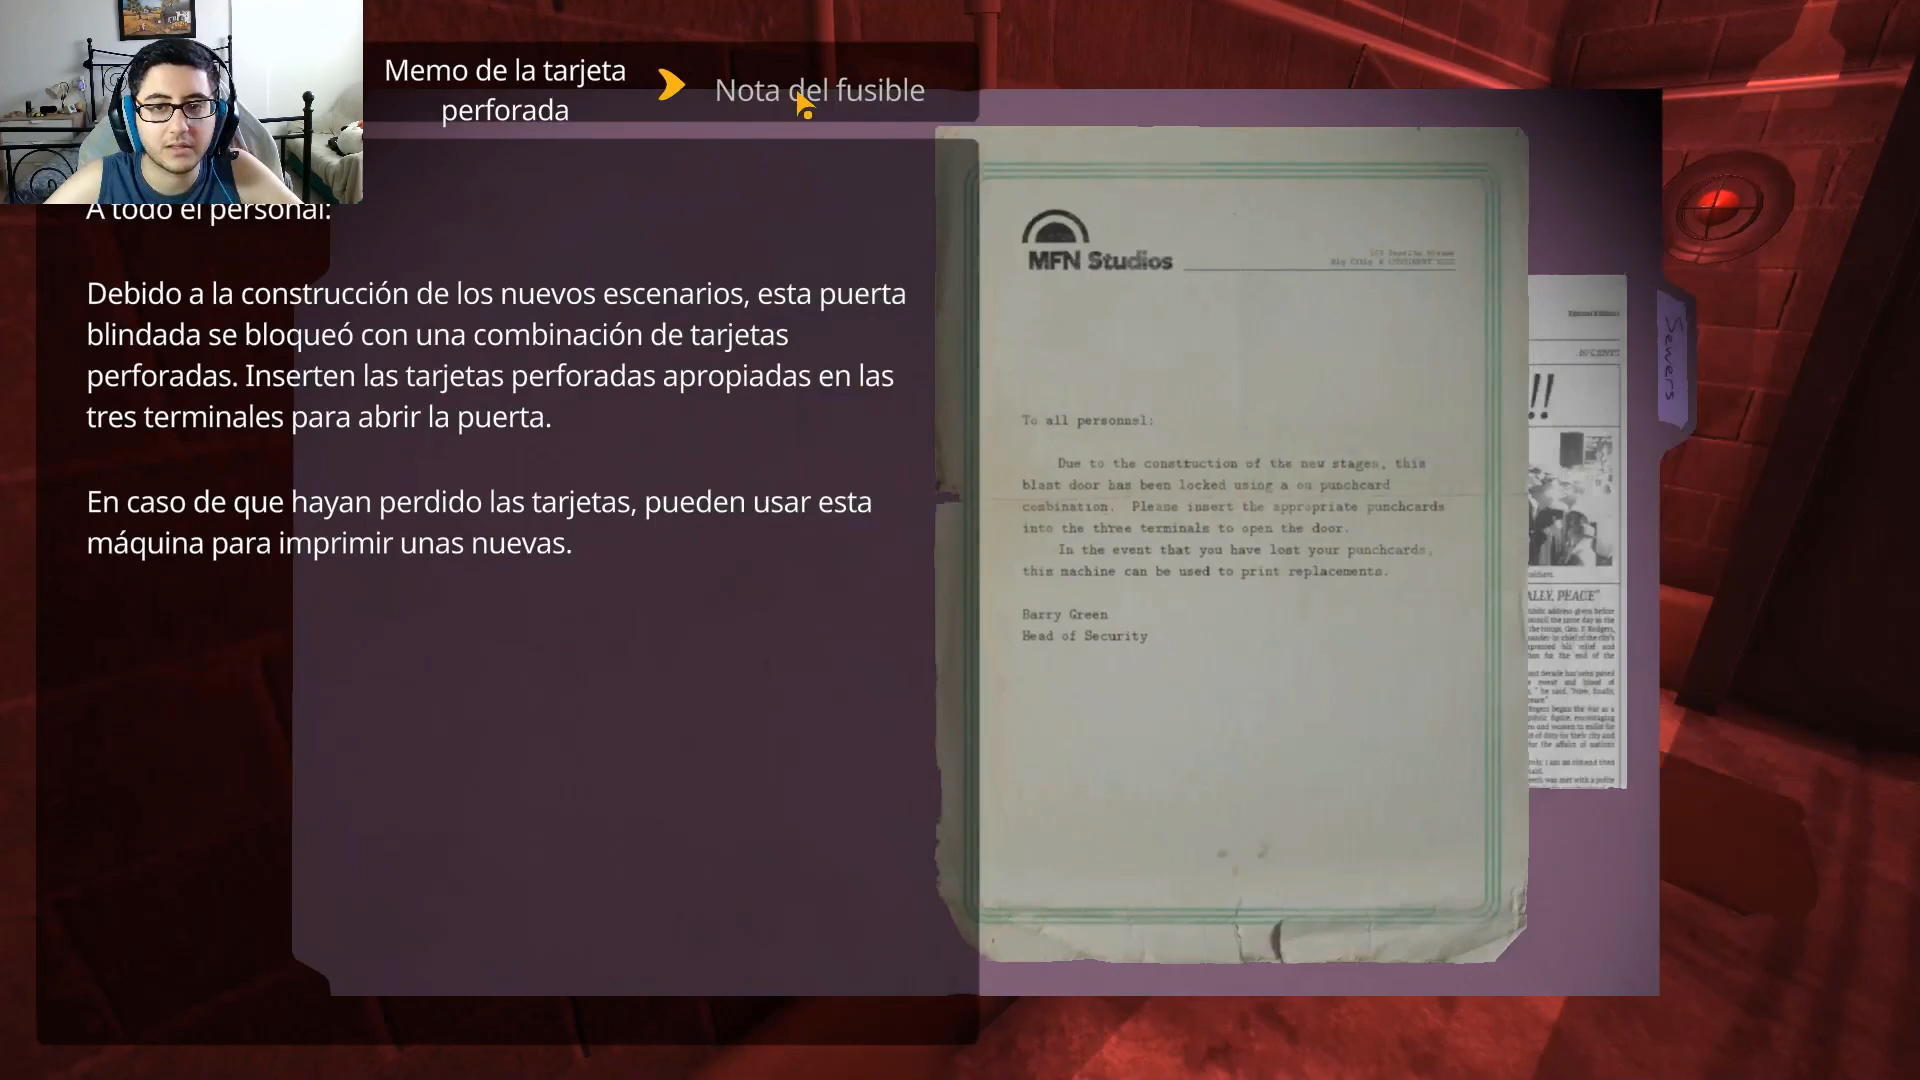 Memo de la tarjeta
perforada
Nota del fusible
A todo el personal:
Debido a la construcción de los nuevos escenarios, esta puerta
blindada se bloqueó con una combinación de tarjetas
perforadas. Inserten las tarjetas perforadas apropiadas en las
tres terminales para abrir la puerta.
En caso de que hayan perdido las tarjetas, pueden usar esta
máquina para imprimir unas nuevas.
MFN Studios
To all personnel:
Due to the construction of the new stages, this
blast door has been locked using a on punchcard
combination. Please insert the appropriate punchcards
into the three terminals to open the door.
In the event that you have lost your punchcards,
this machine can be used to print replacements.
Barry Green
Head of Security
Sewers
!!
ALLY, PEACE"